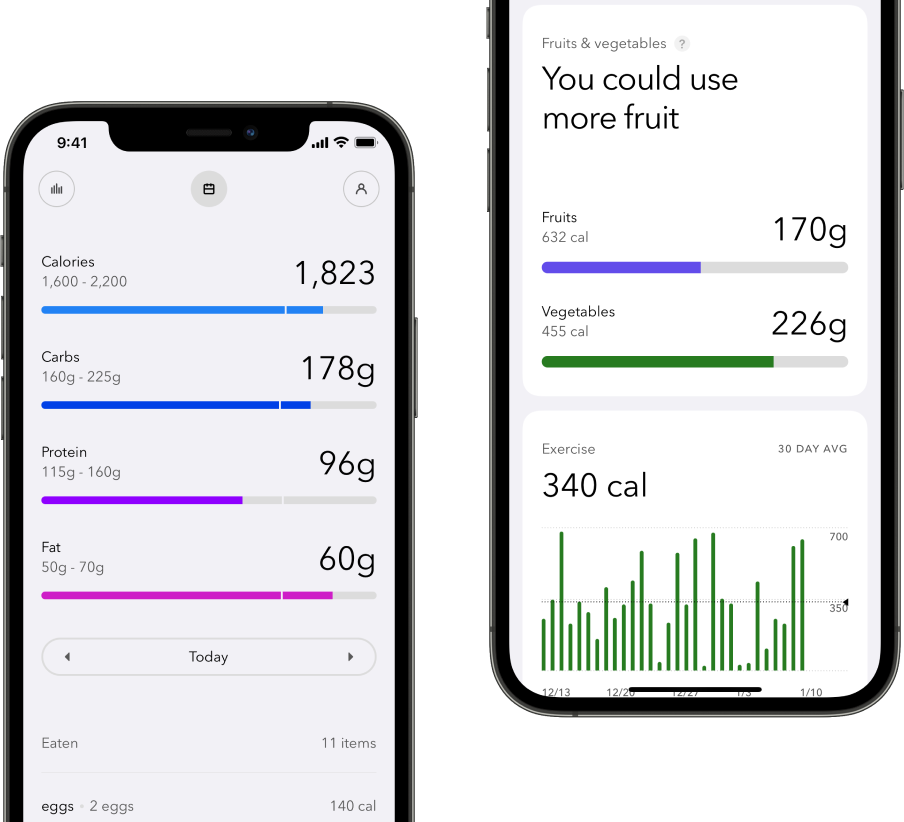 9:41
Calories
1,600 - 2,200
1,823
Carbs
160g - 225g
178g
Protein
115g - 160g
96g
Fat
50g - 70g
60g
Today
Eaten
11 items
eggs · 2 eggs
140 cal
Fruits & vegetables ?
You could use
more fruit
Fruits
632 cal
170g
Vegetables
455 cal
226g
Exercise
30 DAY AVG
340 cal
700
350
12/13 12/20 12/27 1/3 1/10